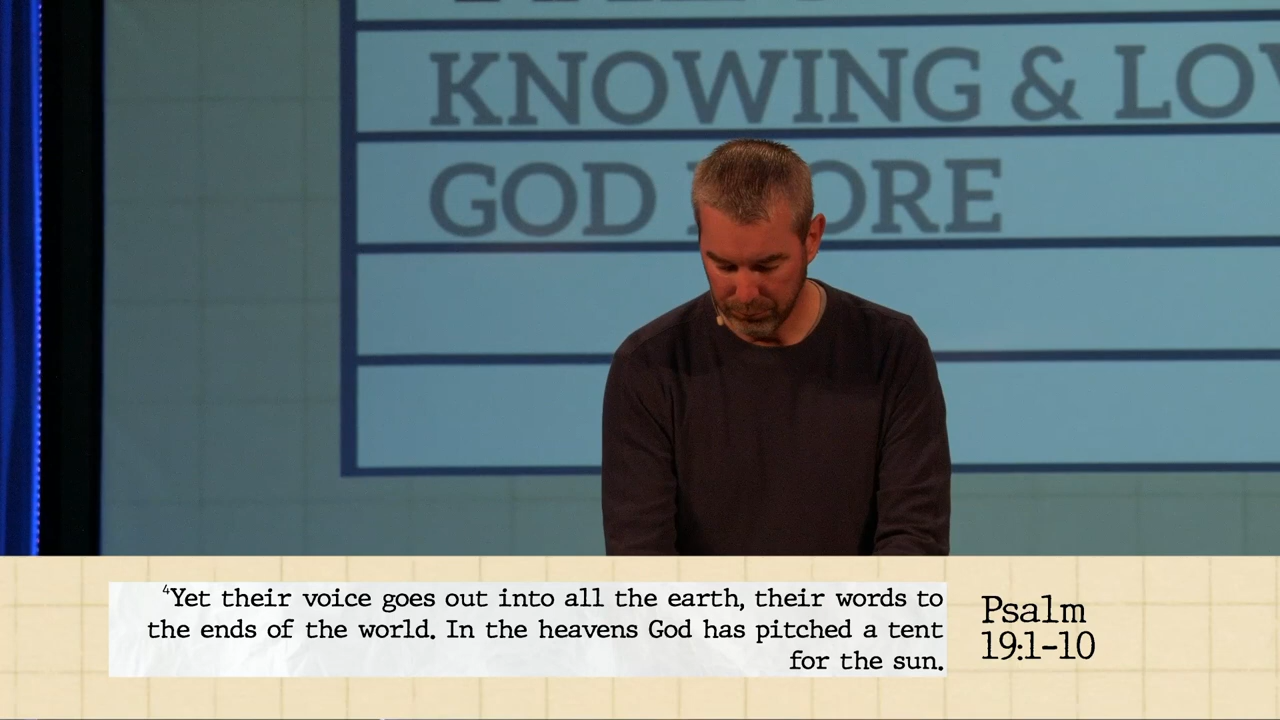 KNOWING & LOV
GOD ORE
⁴Yet their voice goes out into all the earth, their words to
the ends of the world. In the heavens God has pitched a tent
for the sun.
Psalm
19:1-10